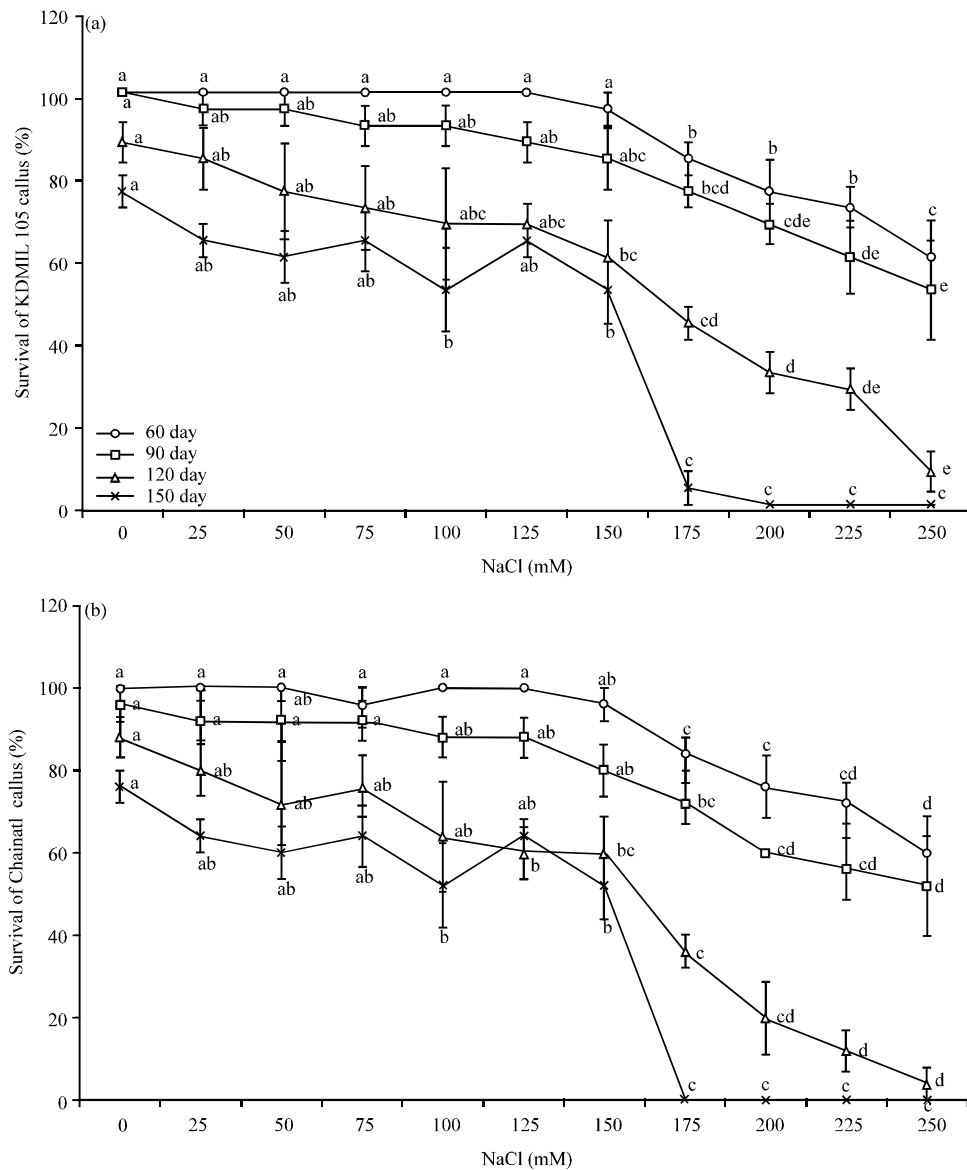 (a)
120
100
80
60
40
20
0
Survival of KDMIL 105 callus (%)
a a a a a a a b b b c
a ab ab ab ab ab abc bcd cde de e
a ab ab ab abc abc bc cd d de e
a ab ab ab b ab b c c c c
60 day
90 day
120 day
150 day
0 25 50 75 100 125 150 175 200 225 250
NaCl (mM)
(b)
120
100
80
60
40
20
0
Survival of Chainatl callus (%)
a a a a a a ab c c cd d
a a ab a a ab ab ab bc cd cd d
a ab ab ab ab b bc c cd d d
a ab ab ab b ab b c c c c
0 25 50 75 100 125 150 175 200 225 250
NaCl (mM)